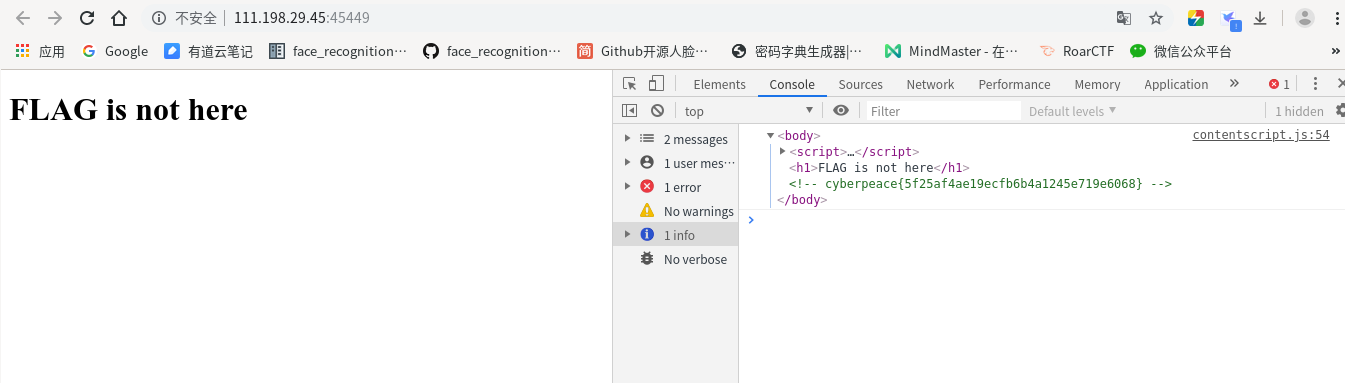 不安全 111.198.29.45:45449
应用 Google 有道云笔记 face_recognition… face_recognition… Github开源人脸… 密码字典生成器|… MindMaster - 在… RoarCTF 微信公众平台 »
FLAG is not here
Elements Console Sources Network Performance Memory Application » 1
top Filter Default levels 1 hidden
2 messages
1 user mes…
1 error
No warnings
1 info
No verbose
<body> contentscript.js:54
<script>…</script>
<h1>FLAG is not here</h1>
<!-- cyberpeace{5f25af4ae19ecfb6b4a1245e719e6068} -->
</body>